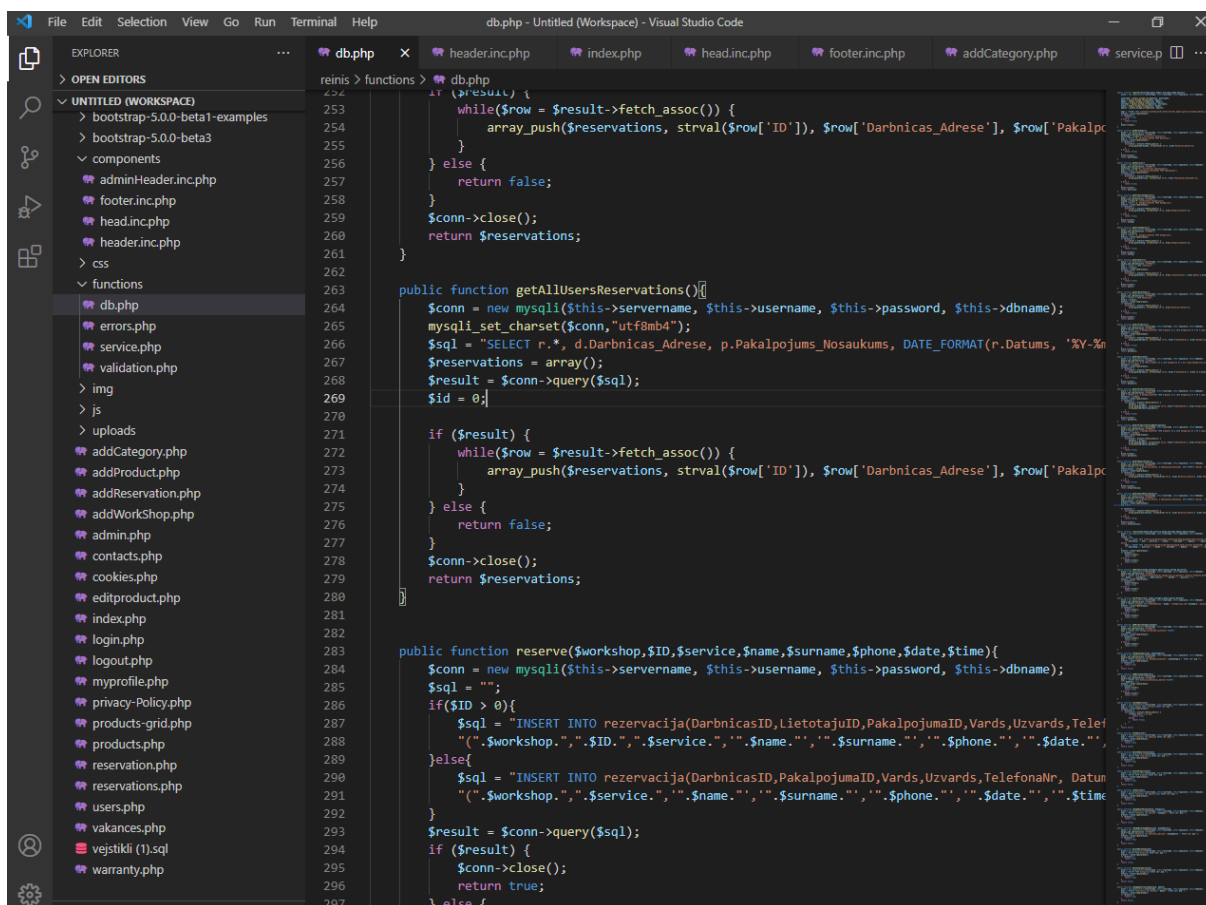 File Edit Selection View Go Run Terminal Help db.php - Untitled (Workspace) - Visual Studio Code
EXPLORER
OPEN EDITORS
UNTITLED (WORKSPACE)
bootstrap-5.0.0-beta1-examples
bootstrap-5.0.0-beta3
components
adminHeader.inc.php
footer.inc.php
head.inc.php
header.inc.php
css
functions
db.php
errors.php
service.php
validation.php
img
js
uploads
addCategory.php
addProduct.php
addReservation.php
addWorkShop.php
admin.php
contacts.php
cookies.php
editproduct.php
index.php
login.php
logout.php
myprofile.php
privacy-Policy.php
products-grid.php
products.php
reservation.php
reservations.php
users.php
vakances.php
vejstikli (1).sql
warranty.php
db.php header.inc.php index.php head.inc.php footer.inc.php addCategory.php service.p
reinis > functions > db.php
252 if ($result) {
253 while($row = $result->fetch_assoc()) {
254 array_push($reservations, strval($row['ID']), $row['Darbnicas_Adrese'], $row['Pakalpo
255 }
256 } else {
257 return false;
258 }
259 $conn->close();
260 return $reservations;
261 }
262
263 public function getAllUsersReservations(){
264 $conn = new mysqli($this->servername, $this->username, $this->password, $this->dbname);
265 mysqli_set_charset($conn,"utf8mb4");
266 $sql = "SELECT r.*, d.Darbnicas_Adrese, p.Pakalpojums_Nosaukums, DATE_FORMAT(r.Datums, '%Y-%m
267 $reservations = array();
268 $result = $conn->query($sql);
269 $id = 0;
270
271 if ($result) {
272 while($row = $result->fetch_assoc()) {
273 array_push($reservations, strval($row['ID']), $row['Darbnicas_Adrese'], $row['Pakalpo
274 }
275 } else {
276 return false;
277 }
278 $conn->close();
279 return $reservations;
280 }
281
282
283 public function reserve($workshop,$ID,$service,$name,$surname,$phone,$date,$time){
284 $conn = new mysqli($this->servername, $this->username, $this->password, $this->dbname);
285 $sql = "";
286 if($ID > 0){
287 $sql = "INSERT INTO rezervacija(DarbnicasID,LietotajuID,PakalpojumaID,Vards,Uzvards,Telef
288 "(".$workshop.",".$ID.",".$service.",'".$name."','".$surname."','".$phone."','".$date."',
289 }else{
290 $sql = "INSERT INTO rezervacija(DarbnicasID,PakalpojumaID,Vards,Uzvards,TelefonaNr, Datum
291 "(".$workshop.",".$service.",'".$name."','".$surname."','".$phone."','".$date."','".$time
292 }
293 $result = $conn->query($sql);
294 if ($result) {
295 $conn->close();
296 return true;
297 } else {